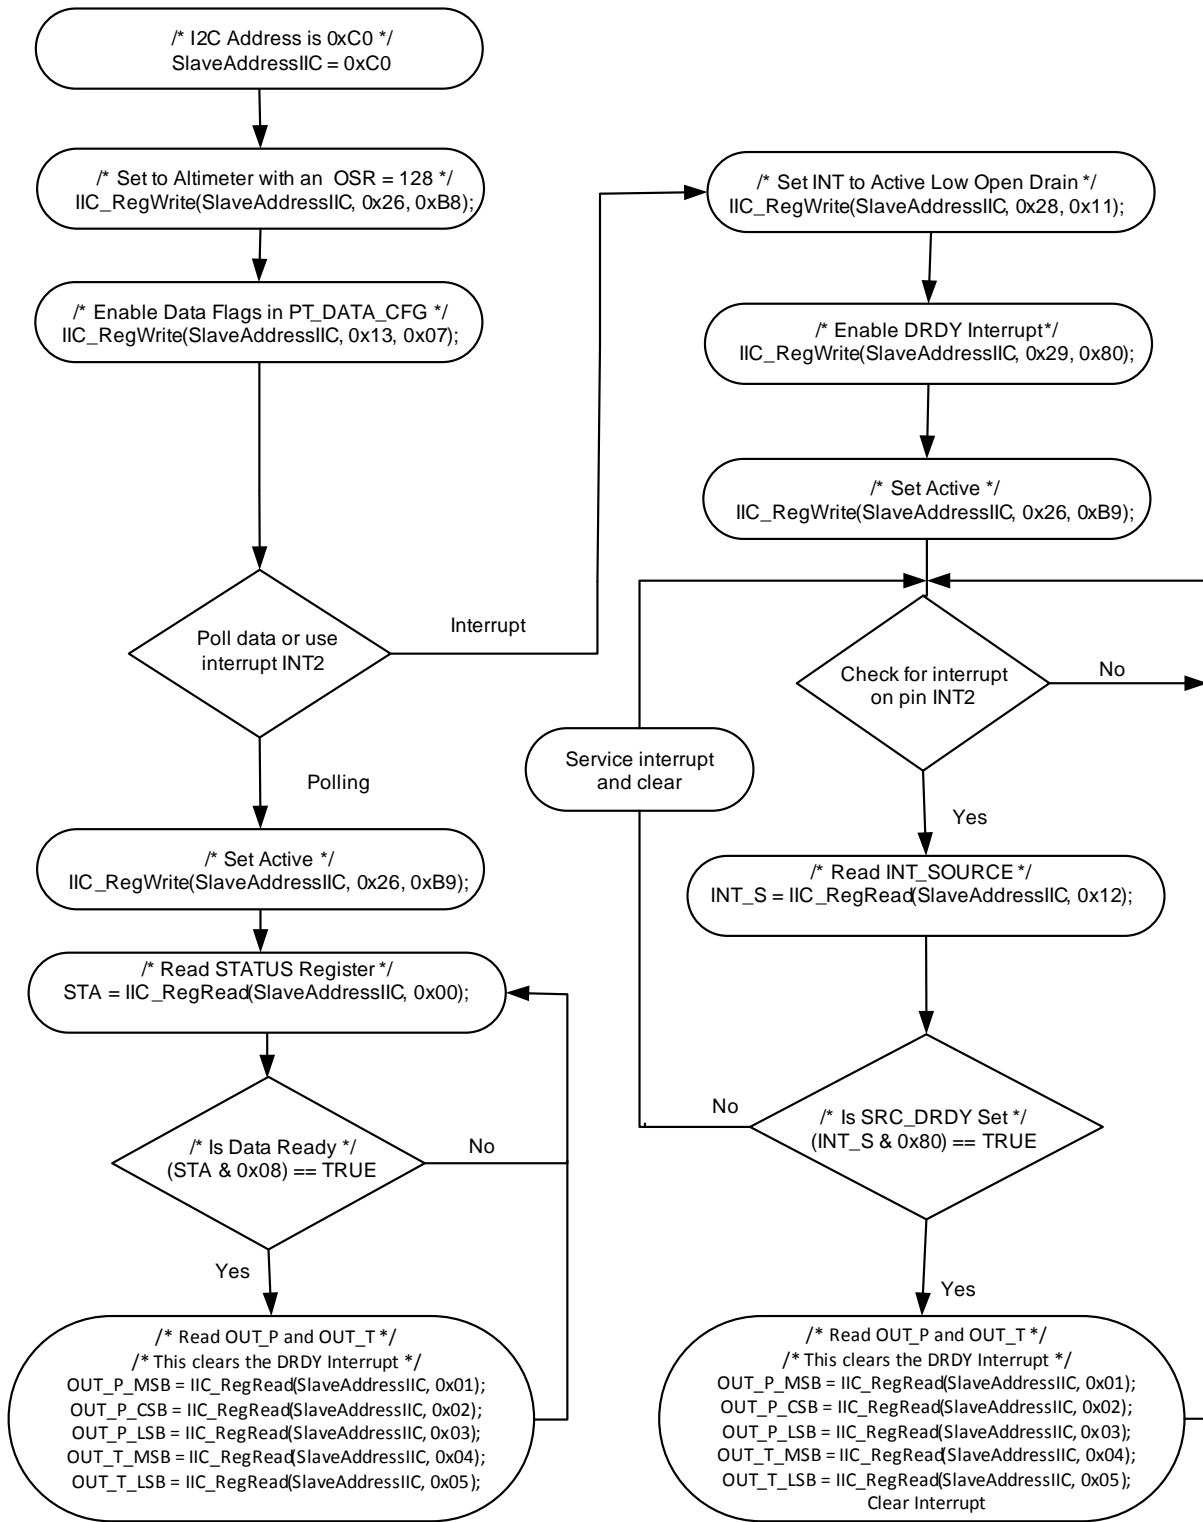 /* I2C Address is 0xC0 */
SlaveAddressIIC = 0xC0
/* Set to Altimeter with an OSR = 128 */
IIC_RegWrite(SlaveAddressIIC, 0x26, 0xB8);
/* Enable Data Flags in PT_DATA_CFG */
IIC_RegWrite(SlaveAddressIIC, 0x13, 0x07);
Poll data or use
interrupt INT2
Interrupt
Polling
/* Set Active */
IIC_RegWrite(SlaveAddressIIC, 0x26, 0xB9);
/* Read STATUS Register */
STA = IIC_RegRead(SlaveAddressIIC, 0x00);
/* Is Data Ready */
(STA & 0x08) == TRUE
No
Yes
/* Read OUT_P and OUT_T */
/* This clears the DRDY Interrupt */
OUT_P_MSB = IIC_RegRead(SlaveAddressIIC, 0x01);
OUT_P_CSB = IIC_RegRead(SlaveAddressIIC, 0x02);
OUT_P_LSB = IIC_RegRead(SlaveAddressIIC, 0x03);
OUT_T_MSB = IIC_RegRead(SlaveAddressIIC, 0x04);
OUT_T_LSB = IIC_RegRead(SlaveAddressIIC, 0x05);
/* Set INT to Active Low Open Drain */
IIC_RegWrite(SlaveAddressIIC, 0x28, 0x11);
/* Enable DRDY Interrupt*/
IIC_RegWrite(SlaveAddressIIC, 0x29, 0x80);
/* Set Active */
IIC_RegWrite(SlaveAddressIIC, 0x26, 0xB9);
Check for interrupt
on pin INT2
No
Service interrupt
and clear
Yes
/* Read INT_SOURCE */
INT_S = IIC_RegRead(SlaveAddressIIC, 0x12);
/* Is SRC_DRDY Set */
(INT_S & 0x80) == TRUE
No
Yes
/* Read OUT_P and OUT_T */
/* This clears the DRDY Interrupt */
OUT_P_MSB = IIC_RegRead(SlaveAddressIIC, 0x01);
OUT_P_CSB = IIC_RegRead(SlaveAddressIIC, 0x02);
OUT_P_LSB = IIC_RegRead(SlaveAddressIIC, 0x03);
OUT_T_MSB = IIC_RegRead(SlaveAddressIIC, 0x04);
OUT_T_LSB = IIC_RegRead(SlaveAddressIIC, 0x05);
Clear Interrupt